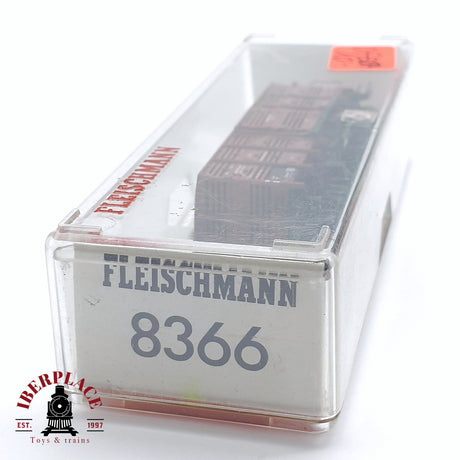 FLEISCHMANN
FLEISCHMANN
8366
IBERPLACE
EST. 1997
Toys & trains